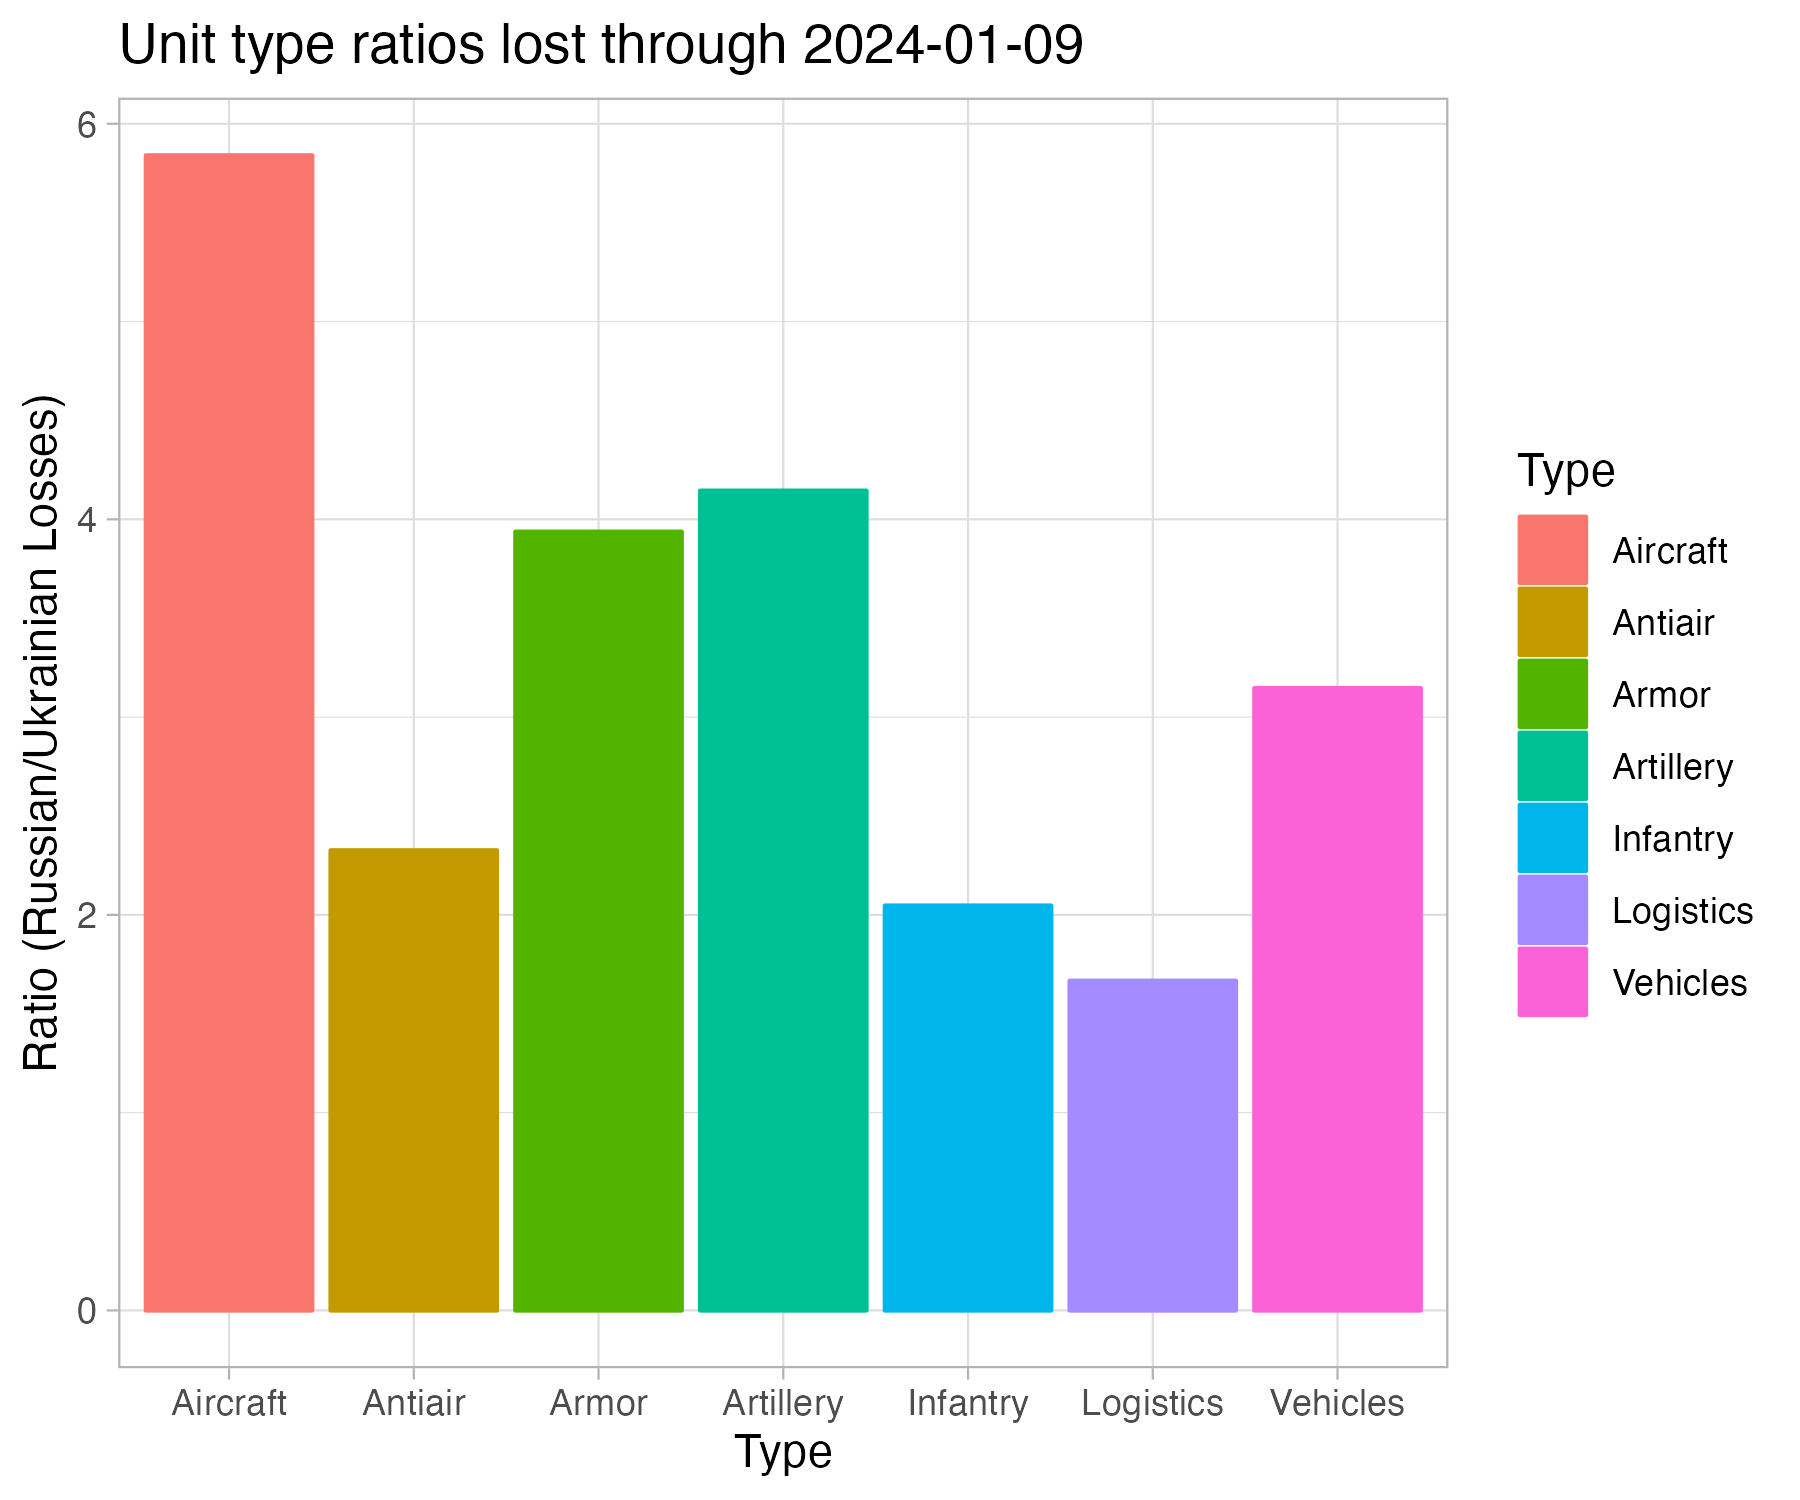 Unit type ratios lost through 2024-01-09
Ratio (Russian/Ukrainian Losses)
6
4
2
0
Aircraft Antiair Armor Artillery Infantry Logistics Vehicles
Type
Type
Aircraft
Antiair
Armor
Artillery
Infantry
Logistics
Vehicles